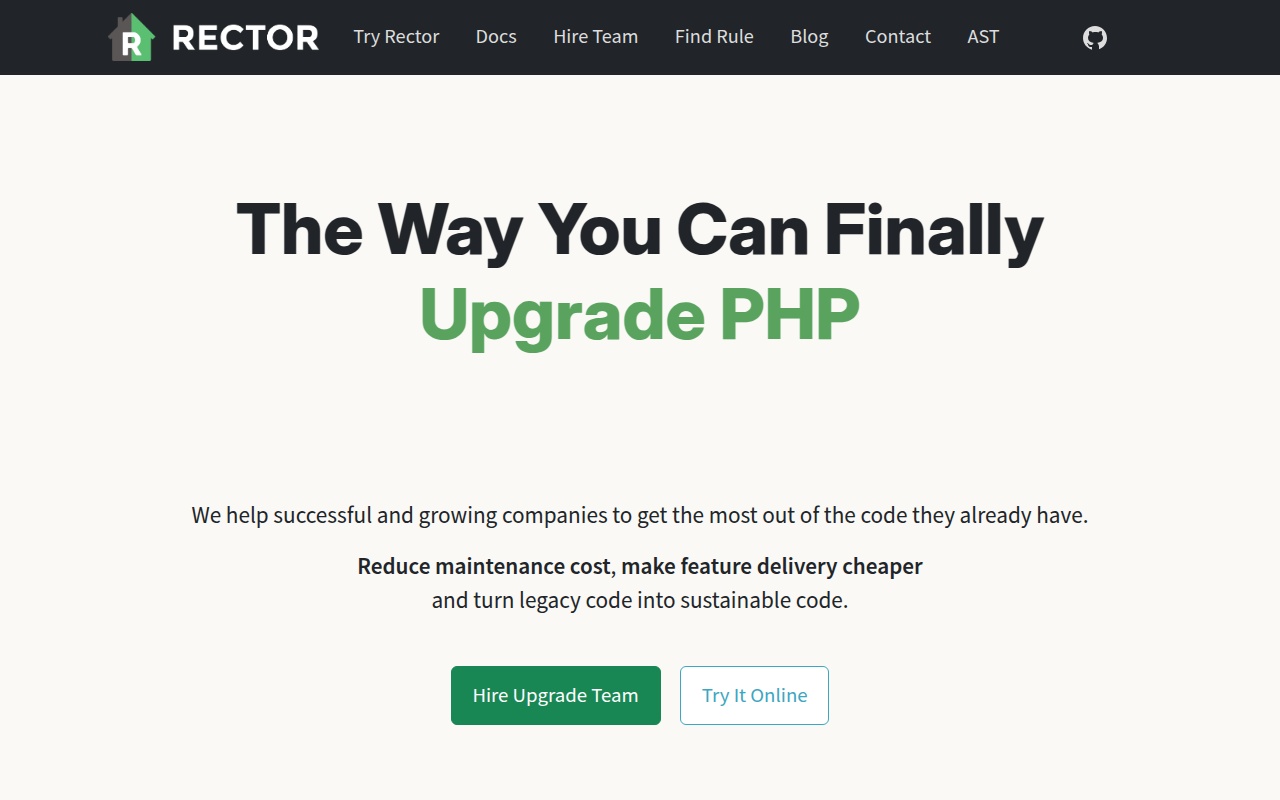 R RECTOR Try Rector Docs Hire Team Find Rule Blog Contact AST
The Way You Can Finally
Upgrade PHP
We help successful and growing companies to get the most out of the code they already have.
Reduce maintenance cost, make feature delivery cheaper
and turn legacy code into sustainable code.
Hire Upgrade Team Try It Online